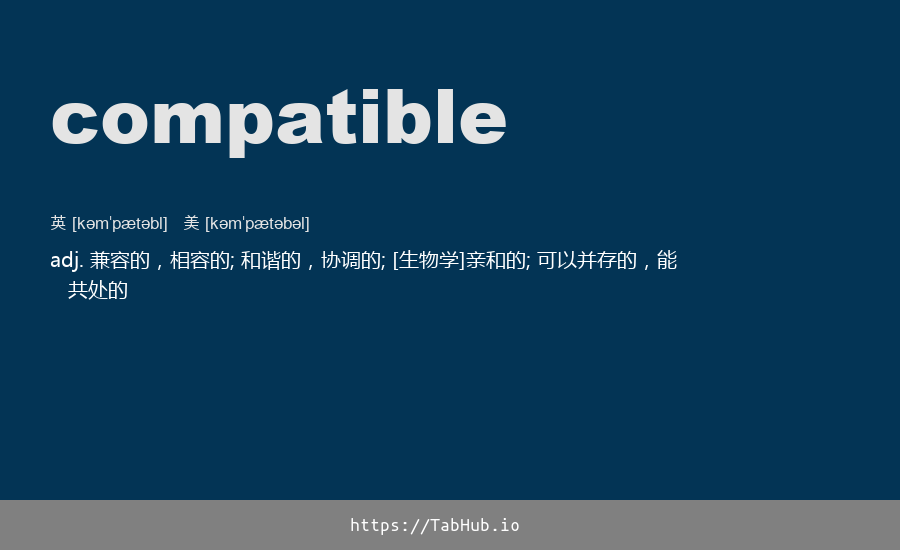 compatible
英 [kəmˈpætəbl] 美 [kəmˈpætəbəl]
adj. 兼容的，相容的; 和谐的，协调的; [生物学]亲和的; 可以并存的，能
共处的
https://TabHub.io